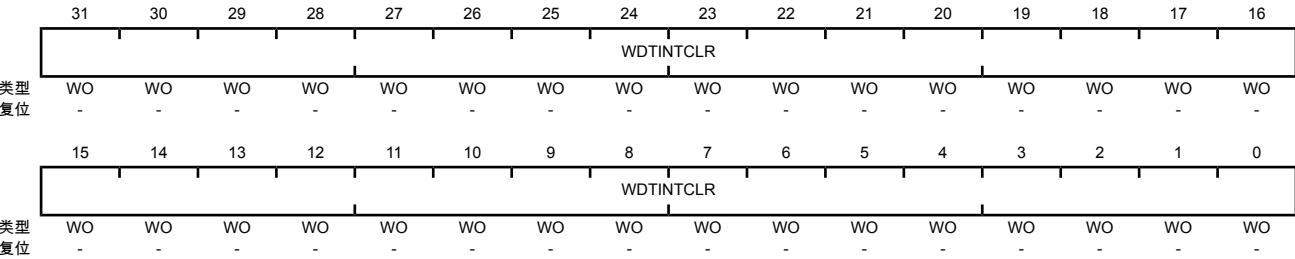 31 30 29 28 27 26 25 24 23 22 21 20 19 18 17 16
WDTINTCLR
类型 WO WO WO WO WO WO WO WO WO WO WO WO WO WO WO WO
复位 - - - - - - - - - - - - - - - -
15 14 13 12 11 10 9 8 7 6 5 4 3 2 1 0
WDTINTCLR
类型 WO WO WO WO WO WO WO WO WO WO WO WO WO WO WO WO
复位 - - - - - - - - - - - - - - - -